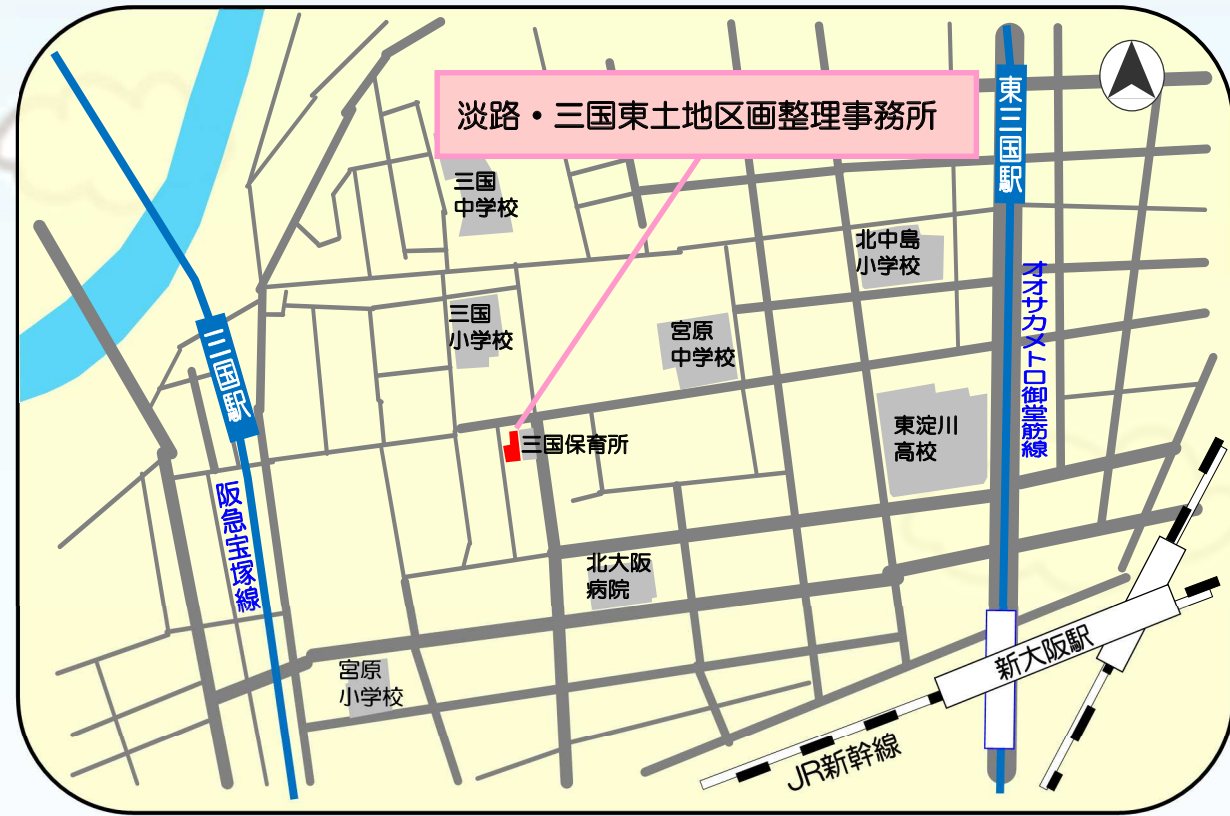 淡路・三国東土地区画整理事務所
東三国駅
三国
中学校
北中島
小学校
オオサカメトロ御堂筋線
三国
小学校
宮原
中学校
三国駅
東淀川
高校
三国保育所
阪急宝塚線
北大阪
病院
新大阪駅
宮原
小学校
JR新幹線